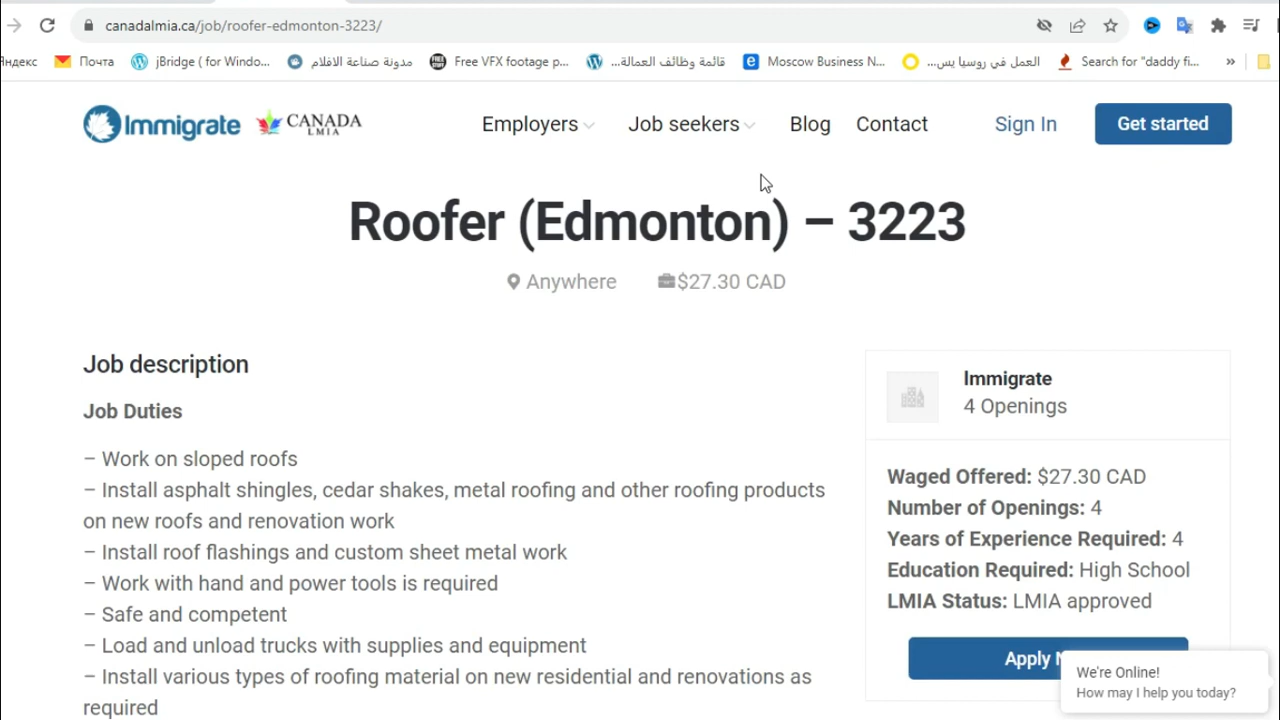 canadalmia.ca/job/roofer-edmonton-3223/
Яндекс
Почта
jBridge ( for Windo...
مدونة صناعة الافلام
Free VFX footage p...
قائمة وظائف العمالة...
Moscow Business N...
العمل في روسيا يس...
Search for "daddy fi...
»
Immigrate CANADA
LMIA
Employers Job seekers Blog Contact Sign In Get started
Roofer (Edmonton) – 3223
Anywhere $27.30 CAD
Job description
Job Duties
– Work on sloped roofs
– Install asphalt shingles, cedar shakes, metal roofing and other roofing products
on new roofs and renovation work
– Install roof flashings and custom sheet metal work
– Work with hand and power tools is required
– Safe and competent
– Load and unload trucks with supplies and equipment
– Install various types of roofing material on new residential and renovations as
required
Immigrate
4 Openings
Waged Offered: $27.30 CAD
Number of Openings: 4
Years of Experience Required: 4
Education Required: High School
LMIA Status: LMIA approved
Apply
We're Online!
How may I help you today?